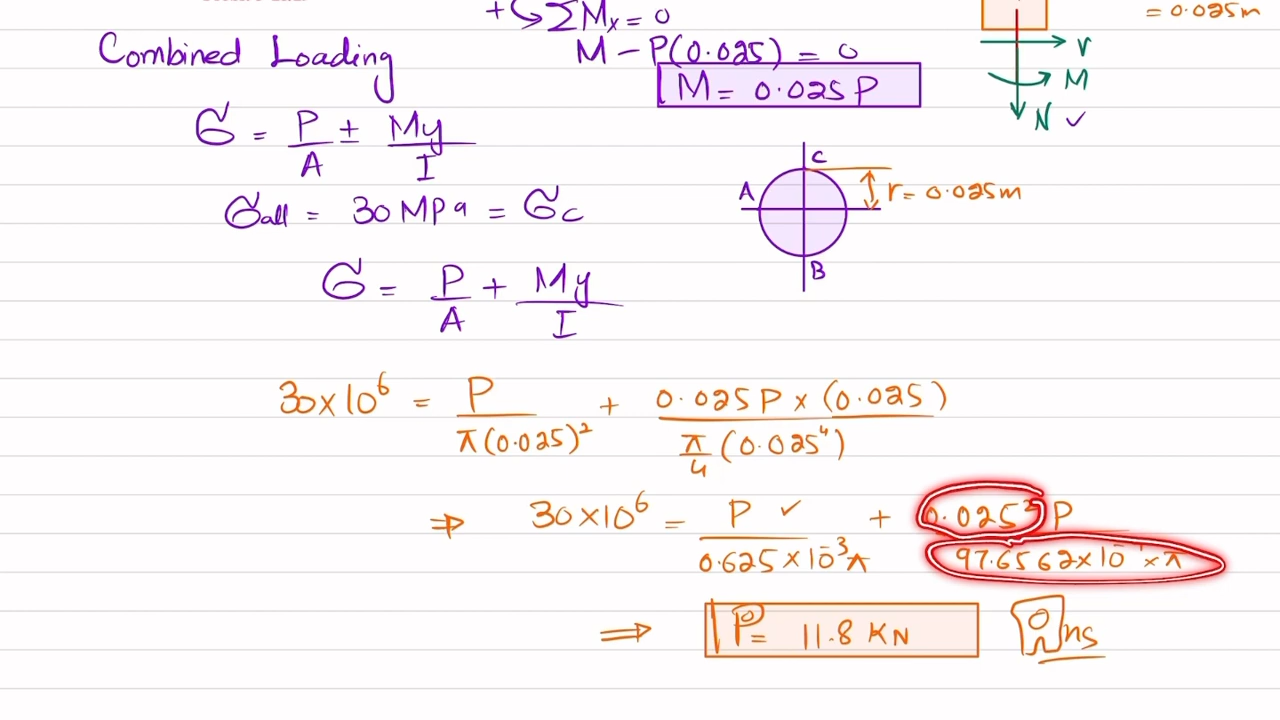 + ΣMx = 0
= 0.025m
Combined Loading
M − P(0.025) = 0
r
M = 0.025 P
M
N ✓
σ = P/A ± My/I
C
A
r = 0.025m
σall = 30 MPa = σc
B
σ = P/A + My/I
30×10⁶ = P/π(0.025)² + 0.025 P × (0.025)/π/4 (0.025⁴)
⇒ 30×10⁶ = P ✓/0.625×10⁻³π + 0.025² P/97.6562×10 × π
⇒ P = 11.8 KN Ans